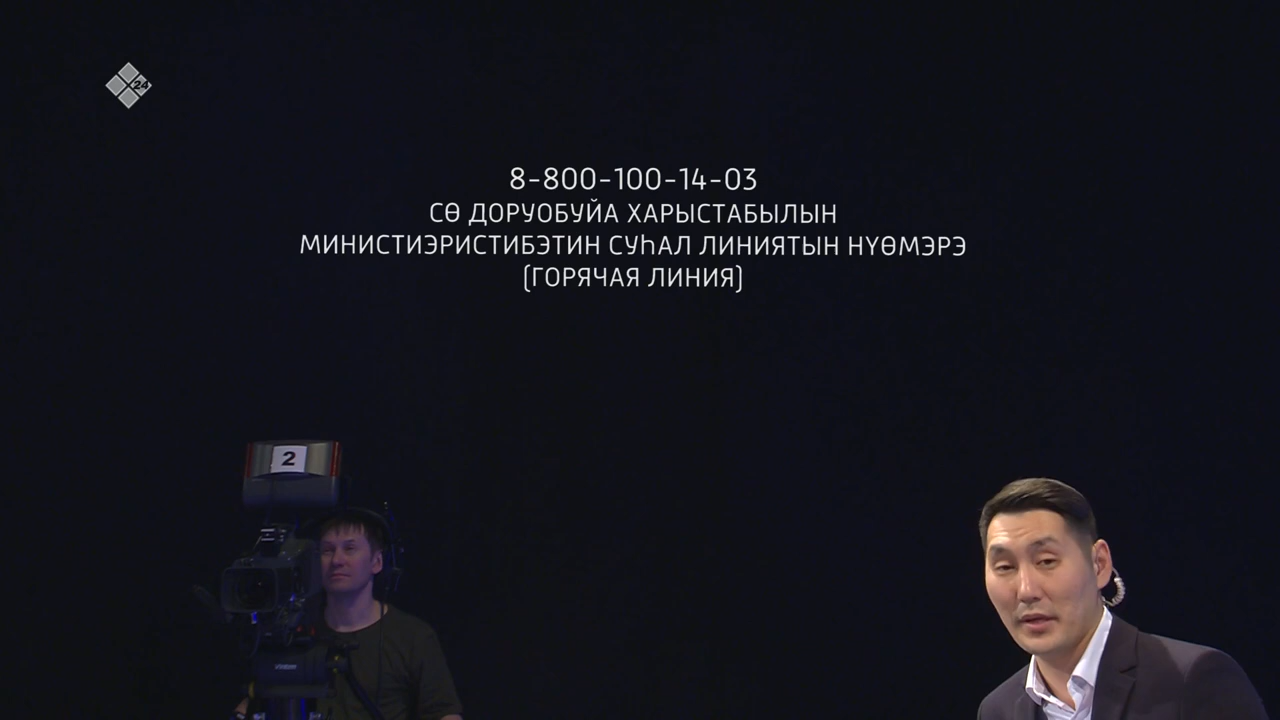 24
8-800-100-14-03
СӨ ДОРУОБУЙА ХАРЫСТАБЫЛЫН
МИНИСТИЭРИСТИБЭТИН СУҺАЛ ЛИНИЯТЫН НҮӨМЭРЭ
(ГОРЯЧАЯ ЛИНИЯ)
2